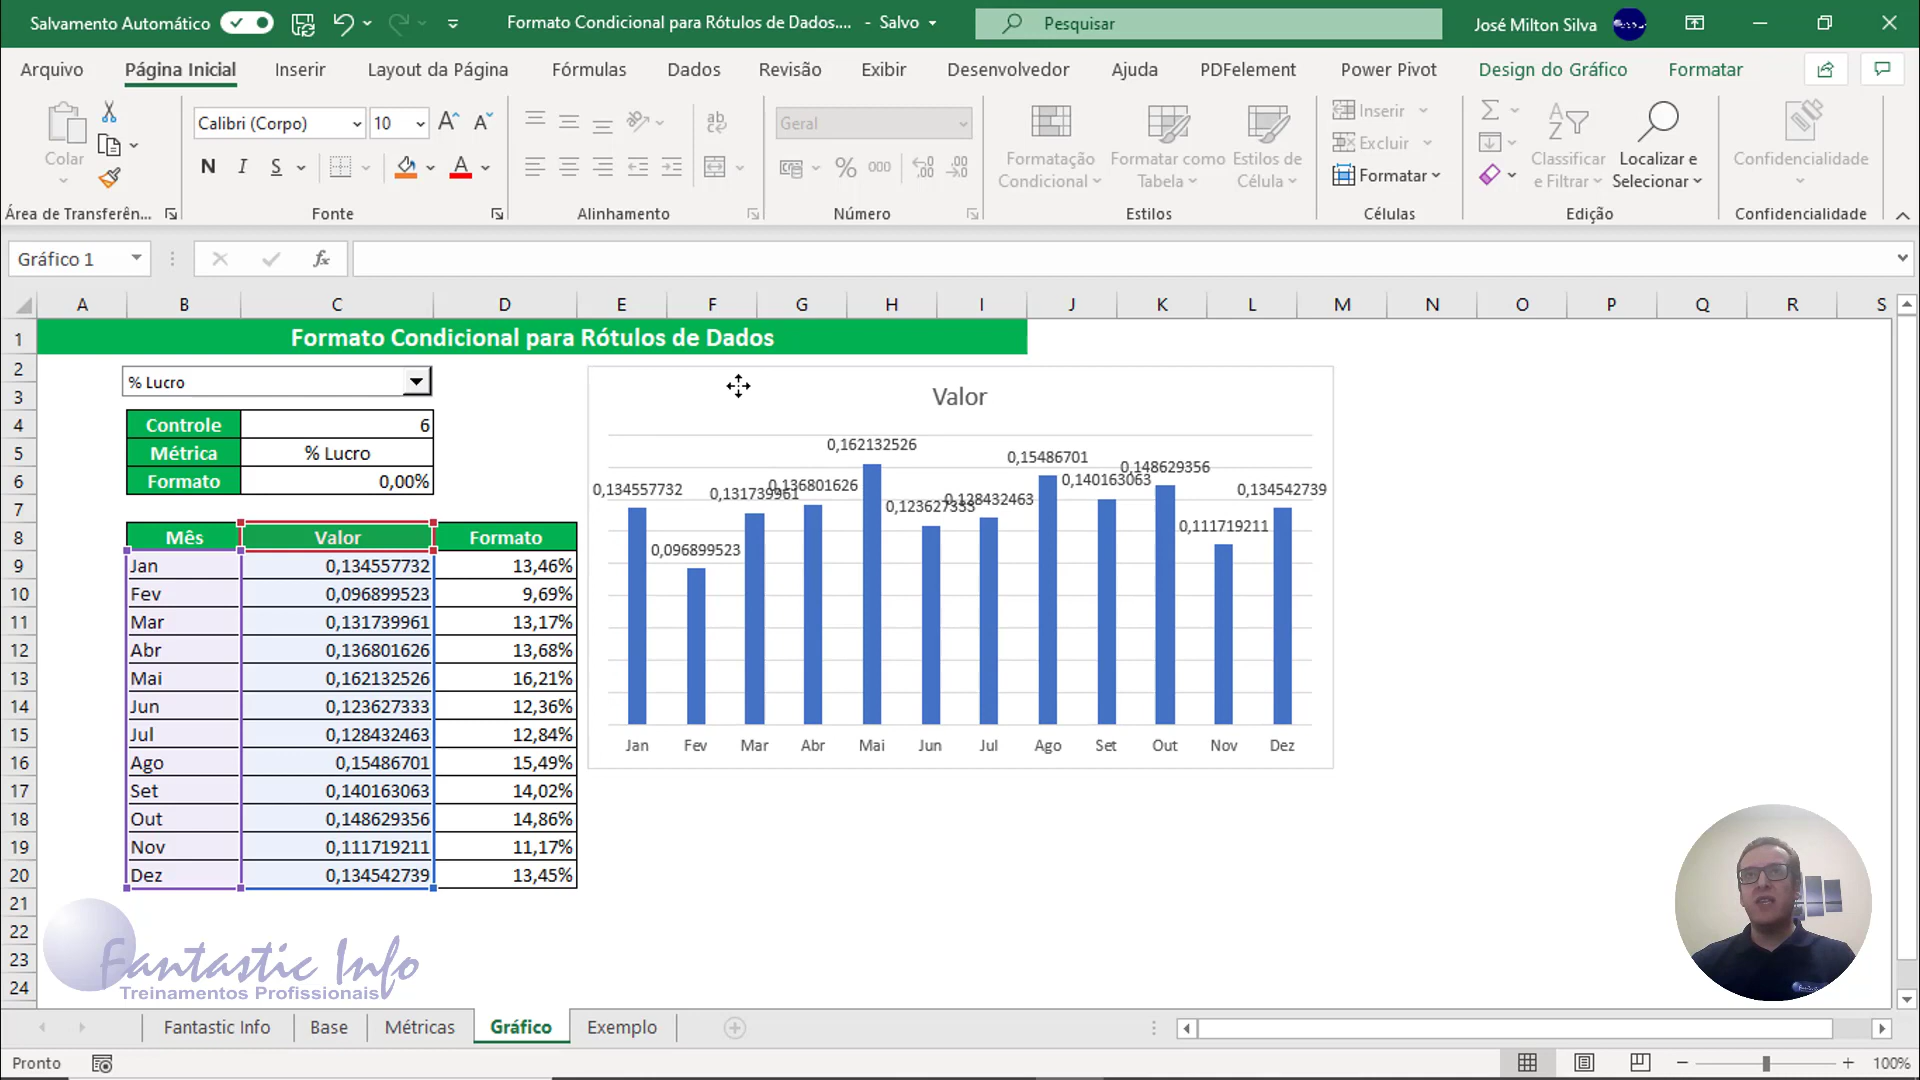 Salvamento Automático
Formato Condicional para Rótulos de Dados.... - Salvo
Pesquisar
José Milton Silva
Arquivo Página Inicial Inserir Layout da Página Fórmulas Dados Revisão Exibir Desenvolvedor Ajuda PDFelement Power Pivot Design do Gráfico Formatar
Colar
Calibri (Corpo) 10
N I S
Geral
% 000
Formatação Condicional
Formatar como Tabela
Estilos de Célula
Inserir
Excluir
Formatar
Classificar e Filtrar
Localizar e Selecionar
Confidencialidade
Área de Transferên... Fonte Alinhamento Número Estilos Células Edição Confidencialidade
Gráfico 1 fx
A B C D E F G H I J K L M N O P Q R S
1 Formato Condicional para Rótulos de Dados
2
% Lucro
3
4 Controle 6
5 Métrica % Lucro
6 Formato 0,00%
7
8 Mês Valor Formato
9 Jan 0,134557732 13,46%
10 Fev 0,096899523 9,69%
11 Mar 0,131739961 13,17%
12 Abr 0,136801626 13,68%
13 Mai 0,162132526 16,21%
14 Jun 0,123627333 12,36%
15 Jul 0,128432463 12,84%
16 Ago 0,15486701 15,49%
17 Set 0,140163063 14,02%
18 Out 0,148629356 14,86%
19 Nov 0,111719211 11,17%
20 Dez 0,134542739 13,45%
21
22
23
24
Valor
0,134557732
0,096899523
0,131739961
0,136801626
0,162132526
0,123627333
0,128432463
0,15486701
0,140163063
0,148629356
0,111719211
0,134542739
Jan Fev Mar Abr Mai Jun Jul Ago Set Out Nov Dez
Fantastic Info
Treinamentos Profissionais
Fantastic Info Base Métricas Gráfico Exemplo
Pronto
100%